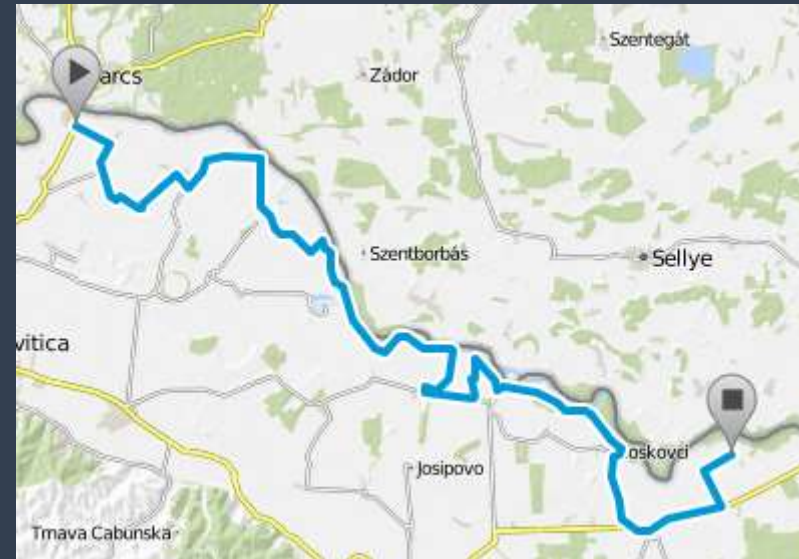 Szentegát
arcs
Zádor
Szentborbás
Sellye
vitica
oskovci
Josipovo
Trnava Cabunska